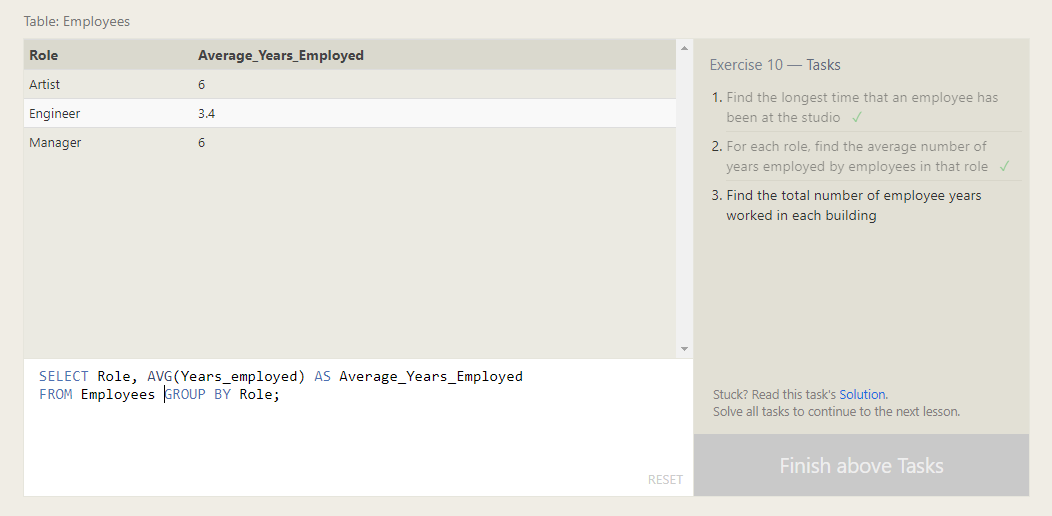 Table: Employees
Role Average_Years_Employed
Artist 6
Engineer 3.4
Manager 6
SELECT Role, AVG(Years_employed) AS Average_Years_Employed
FROM Employees GROUP BY Role;
RESET
Exercise 10 — Tasks
1. Find the longest time that an employee has
been at the studio ✓
2. For each role, find the average number of
years employed by employees in that role ✓
3. Find the total number of employee years
worked in each building
Stuck? Read this task's Solution.
Solve all tasks to continue to the next lesson.
Finish above Tasks